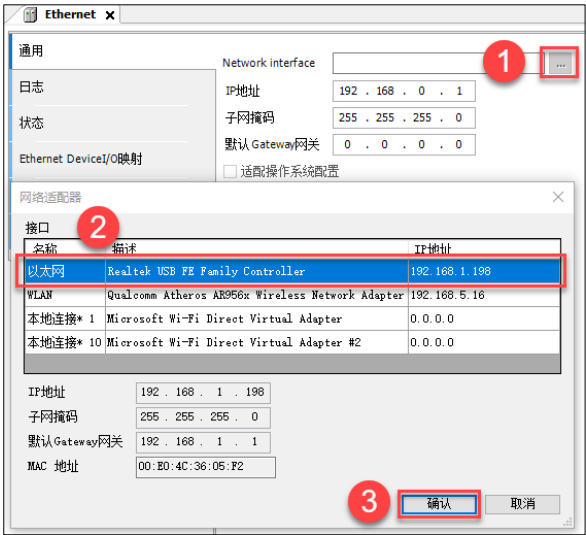 Ethernet
通用
Network interface
1
...
日志
IP地址
192 . 168 . 0 . 1
状态
子网掩码
255 . 255 . 255 . 0
默认Gateway网关
0 . 0 . 0 . 0
Ethernet DeviceI/O映射
适配操作系统配置
网络适配器
接口
2
名称 描述 IP地址
以太网 Realtek USB FE Family Controller 192.168.1.198
WLAN Qualcomm Atheros AR956x Wireless Network Adapter 192.168.5.16
本地连接* 1 Microsoft Wi-Fi Direct Virtual Adapter 0.0.0.0
本地连接* 10 Microsoft Wi-Fi Direct Virtual Adapter #2 0.0.0.0
IP地址 192 . 168 . 1 . 198
子网掩码 255 . 255 . 255 . 0
默认Gateway网关 192 . 168 . 1 . 1
MAC 地址 00:E0:4C:36:05:F2
3
确认
取消